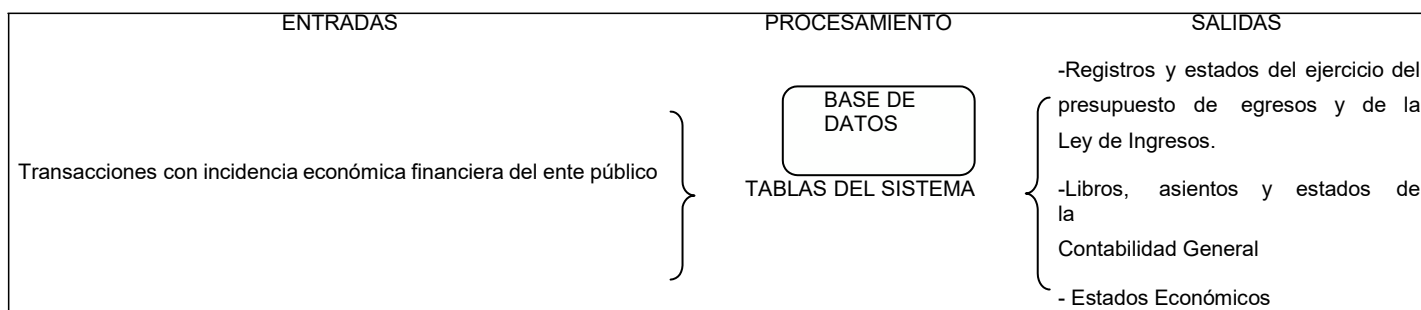 ENTRADAS PROCESAMIENTO SALIDAS
Transacciones con incidencia económica financiera del ente público
BASE DE
DATOS
TABLAS DEL SISTEMA
-Registros y estados del ejercicio del
presupuesto de egresos y de la
Ley de Ingresos.
-Libros, asientos y estados de
la
Contabilidad General
- Estados Económicos